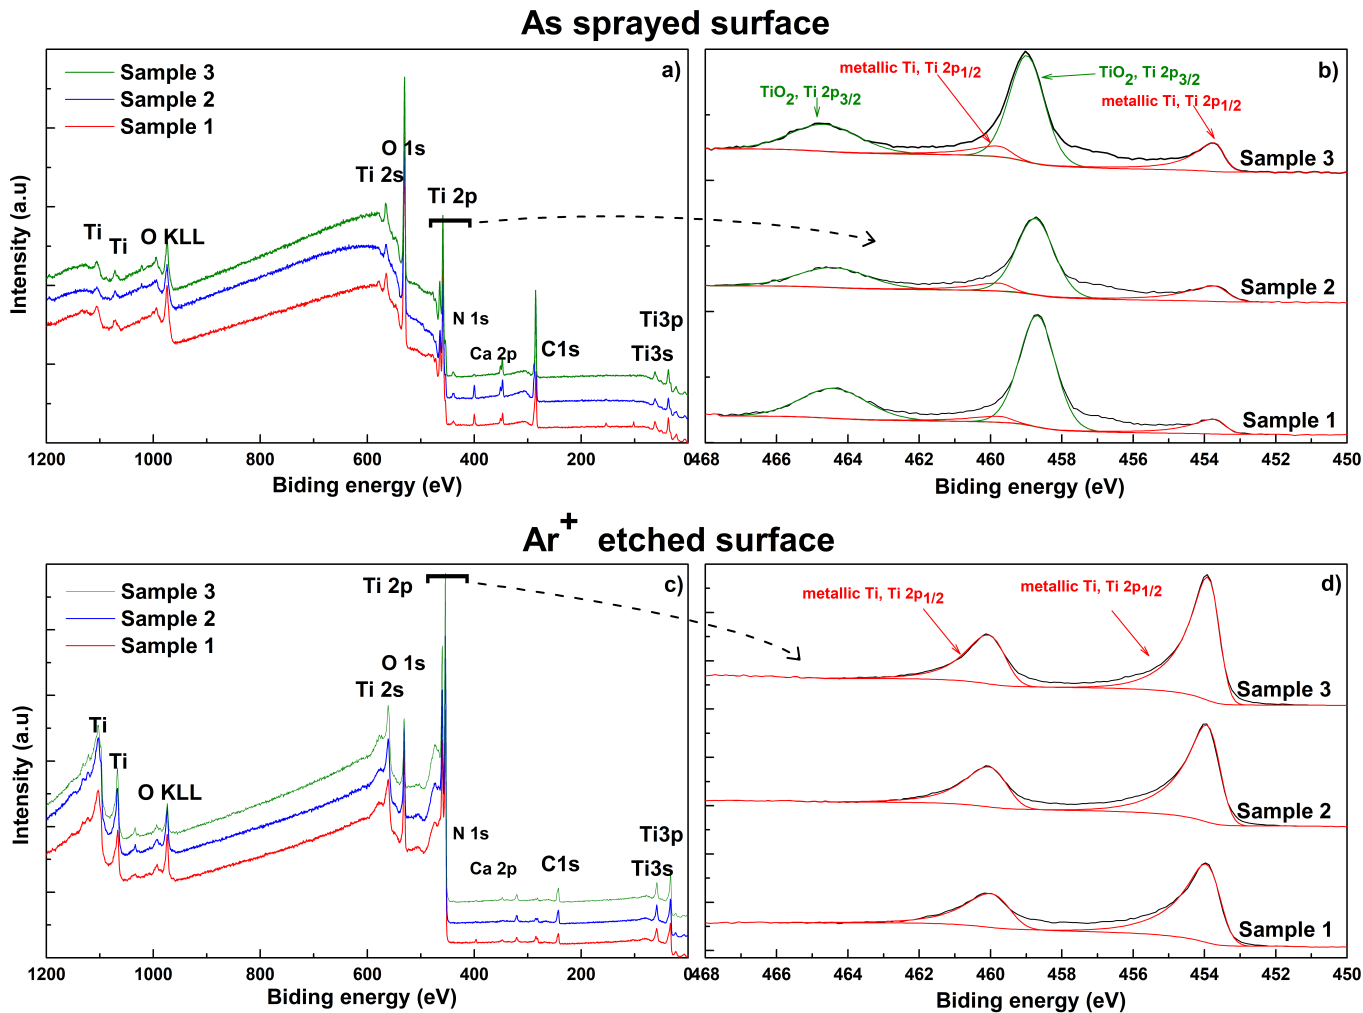 As sprayed surface
Sample 3
Sample 2
Sample 1
a)
O 1s
Ti 2s
Ti 2p
Ti
Ti
O KLL
N 1s
Ca 2p
C1s
Ti3p
Ti3s
Intensity (a.u)
1200
1000
800
600
400
200
0
Biding energy (eV)
b)
metallic Ti, Ti 2p1/2
TiO2, Ti 2p3/2
TiO2, Ti 2p3/2
metallic Ti, Ti 2p1/2
Sample 3
Sample 2
Sample 1
468
466
464
462
460
458
456
454
452
450
Biding energy (eV)
Ar+ etched surface
Sample 3
Sample 2
Sample 1
c)
Ti 2p
O 1s
Ti 2s
Ti
Ti
O KLL
N 1s
Ca 2p
C1s
Ti3p
Ti3s
Intensity (a.u)
1200
1000
800
600
400
200
Biding energy (eV)
d)
metallic Ti, Ti 2p1/2
metallic Ti, Ti 2p1/2
Sample 3
Sample 2
Sample 1
468
466
464
462
460
458
456
454
452
450
Biding energy (eV)